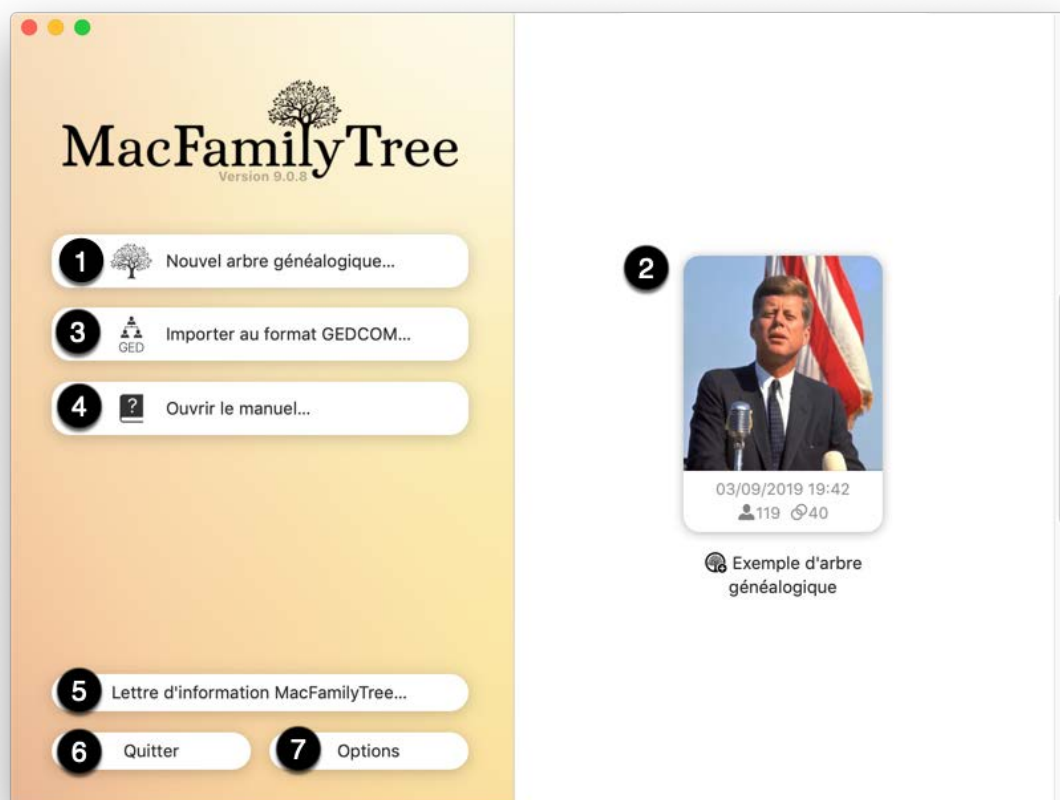 MacFamilyTree
Version 9.0.8
1 Nouvel arbre généalogique...
3 GED Importer au format GEDCOM...
4 ? Ouvrir le manuel...
5 Lettre d'information MacFamilyTree...
6 Quitter
7 Options
2
03/09/2019 19:42
119 40
Exemple d'arbre
généalogique